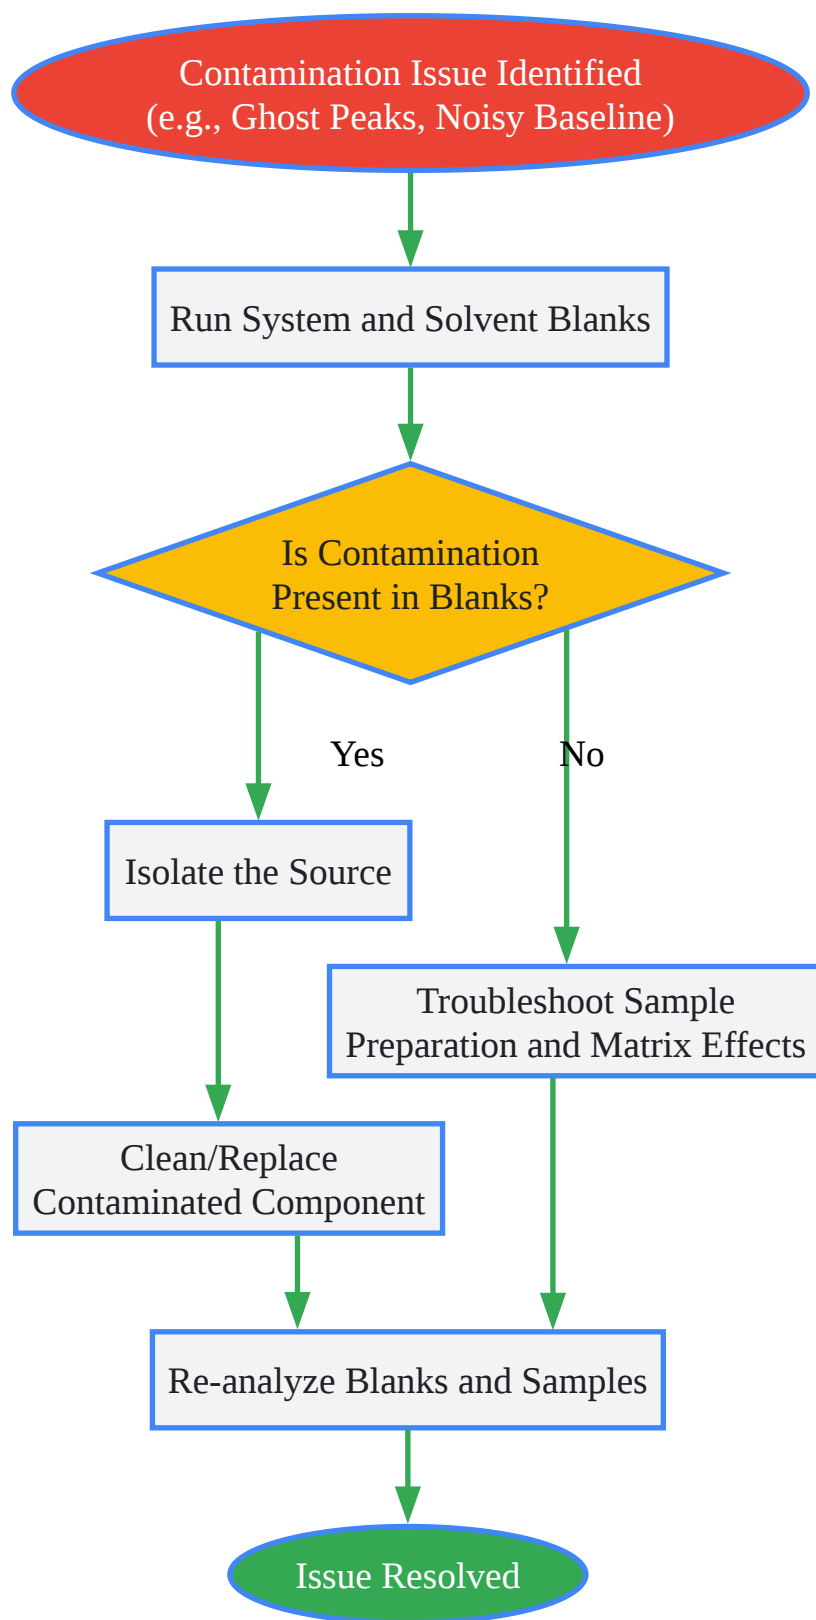 Contamination Issue Identified
(e.g., Ghost Peaks, Noisy Baseline)
Run System and Solvent Blanks
Is Contamination
Present in Blanks?
Yes
No
Isolate the Source
Troubleshoot Sample
Preparation and Matrix Effects
Clean/Replace
Contaminated Component
Re-analyze Blanks and Samples
Issue Resolved